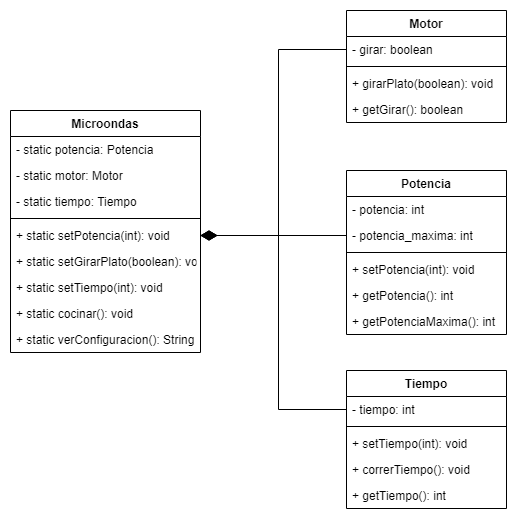 Motor
- girar: boolean
+ girarPlato(boolean): void
+ getGirar(): boolean
Microondas
- static potencia: Potencia
- static motor: Motor
- static tiempo: Tiempo
+ static setPotencia(int): void
+ static setGirarPlato(boolean): vo
+ static setTiempo(int): void
+ static cocinar(): void
+ static verConfiguracion(): String
Potencia
- potencia: int
- potencia_maxima: int
+ setPotencia(int): void
+ getPotencia(): int
+ getPotenciaMaxima(): int
Tiempo
- tiempo: int
+ setTiempo(int): void
+ correrTiempo(): void
+ getTiempo(): int